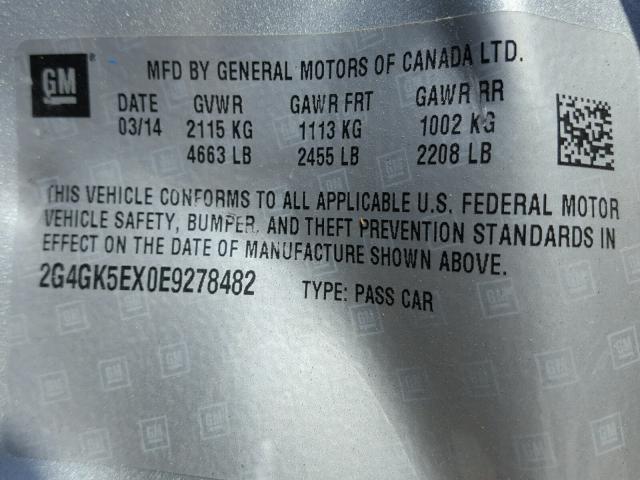 GM®
MFD BY GENERAL MOTORS OF CANADA LTD.
DATE GVWR GAWR FRT GAWR RR
03/14 2115 KG 1113 KG 1002 KG
4663 LB 2455 LB 2208 LB
THIS VEHICLE CONFORMS TO ALL APPLICABLE U.S. FEDERAL MOTOR
VEHICLE SAFETY, BUMPER, AND THEFT PREVENTION STANDARDS IN
EFFECT ON THE DATE OF MANUFACTURE SHOWN ABOVE.
2G4GK5EX0E9278482 TYPE: PASS CAR